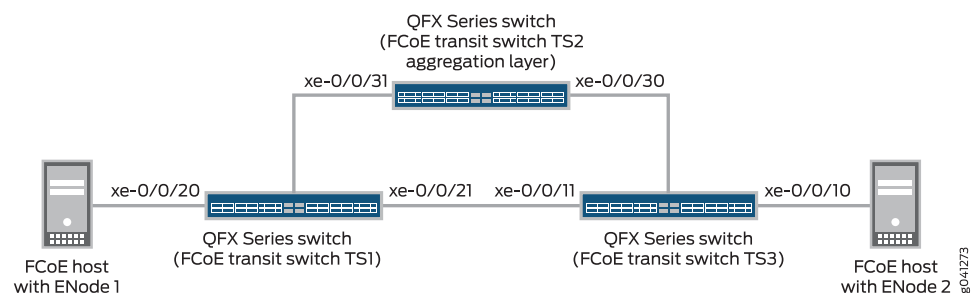 QFX Series switch
(FCoE transit switch TS2
aggregation layer)
xe-0/0/31
xe-0/0/30
xe-0/0/20
xe-0/0/21
xe-0/0/11
xe-0/0/10
QFX Series switch
(FCoE transit switch TS1)
QFX Series switch
(FCoE transit switch TS3)
FCoE host
with ENode 1
FCoE host
with ENode 2
g041273